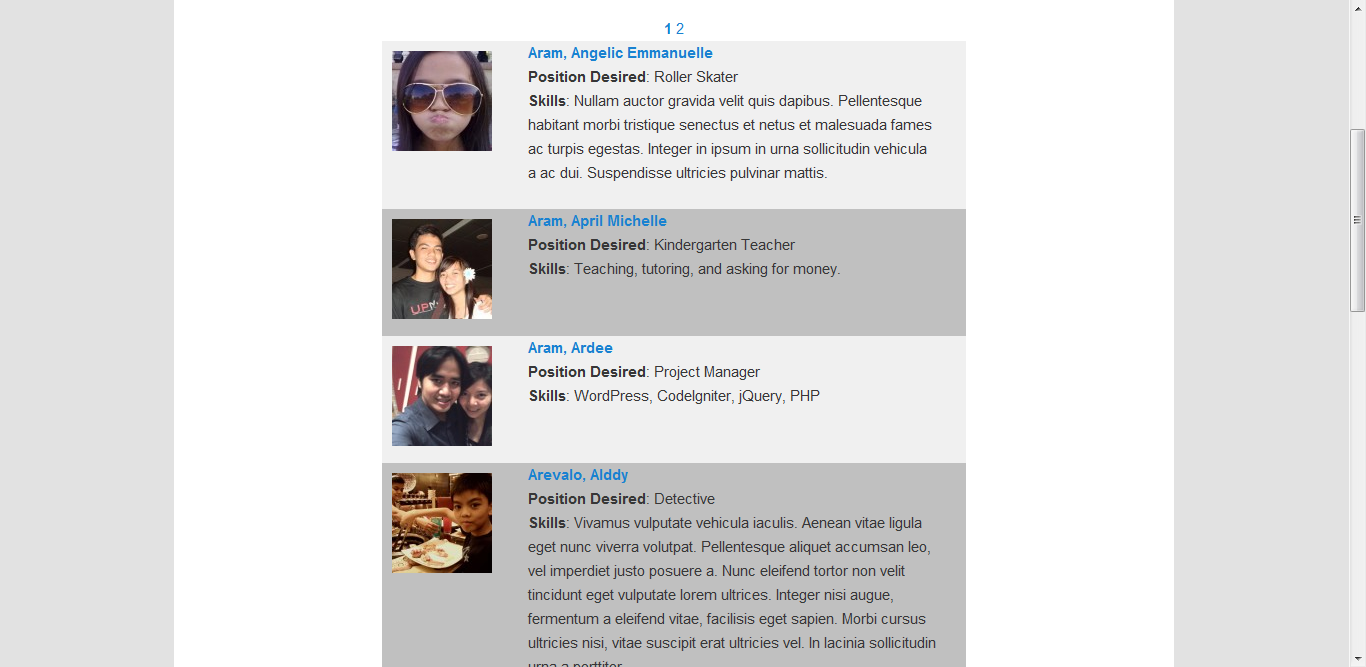 1 2
Aram, Angelic Emmanuelle
Position Desired: Roller Skater
Skills: Nullam auctor gravida velit quis dapibus. Pellentesque
habitant morbi tristique senectus et netus et malesuada fames
ac turpis egestas. Integer in ipsum in urna sollicitudin vehicula
a ac dui. Suspendisse ultricies pulvinar mattis.
Aram, April Michelle
Position Desired: Kindergarten Teacher
Skills: Teaching, tutoring, and asking for money.
UPM
Aram, Ardee
Position Desired: Project Manager
Skills: WordPress, CodeIgniter, jQuery, PHP
Arevalo, Alddy
Position Desired: Detective
Skills: Vivamus vulputate vehicula iaculis. Aenean vitae ligula
eget nunc viverra volutpat. Pellentesque aliquet accumsan leo,
vel imperdiet justo posuere a. Nunc eleifend tortor non velit
tincidunt eget vulputate lorem ultrices. Integer nisi augue,
fermentum a eleifend vitae, facilisis eget sapien. Morbi cursus
ultricies nisi, vitae suscipit erat ultricies vel. In lacinia sollicitudin
urna a porttitor.